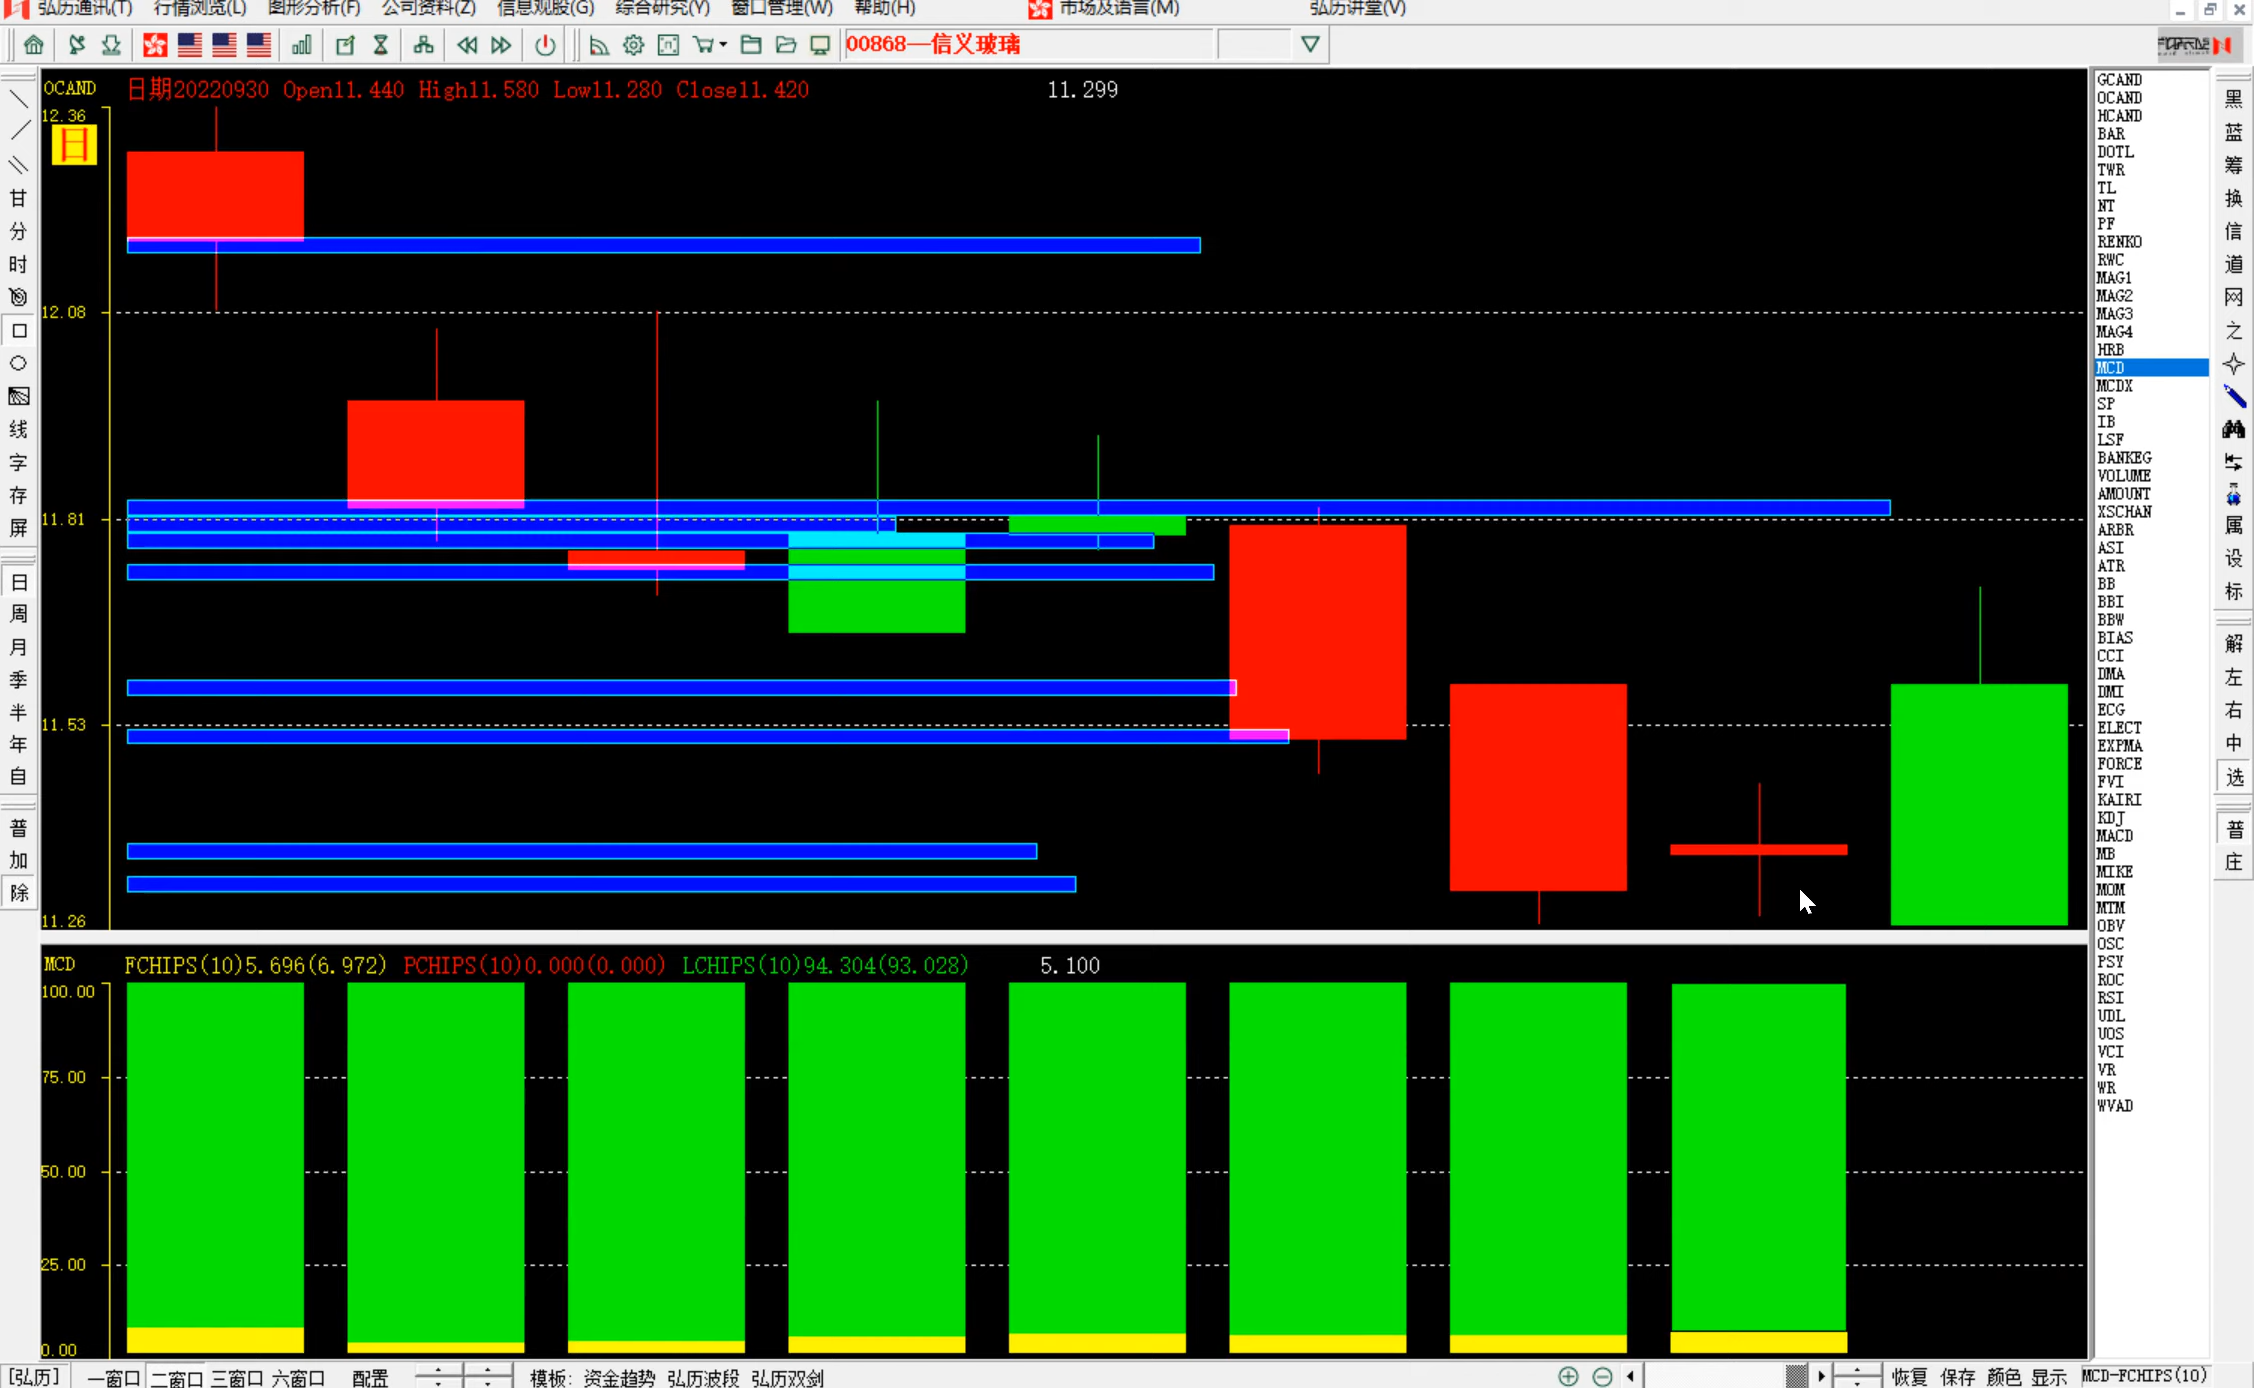 弘历通讯(T) 行情浏览(L) 图形分析(F) 公司资料(Z) 信息观股(G) 综合研究(Y) 窗口管理(W) 帮助(H) 市场及语言(M) 弘历讲堂(V)
00868—信义玻璃
OCAND 日期20220930 Open11.440 High11.580 Low11.280 Close11.420 11.299
12.36
日
12.08
11.81
11.53
11.26
MCD FCHIPS(10)5.696(6.972) PCHIPS(10)0.000(0.000) LCHIPS(10)94.304(93.028) 5.100
100.00
75.00
50.00
25.00
0.00
甘
分
时
线
字
存
屏
日
周
月
季
半
年
自
普
加
除
GCAND
OCAND
HCAND
BAR
DOTL
TWR
TL
NT
PF
RENKO
RWC
MAG1
MAG2
MAG3
MAG4
HRB
MCD
MCDX
SP
IB
LSF
BANKEG
VOLUME
AMOUNT
XSCHAN
ARBR
ASI
ATR
BB
BBI
BBW
BIAS
CCI
DMA
DMI
ECG
ELECT
EXPMA
FORCE
FVI
KAIRI
KDJ
MACD
MB
MIKE
MOM
MTM
OBV
OSC
PSY
ROC
RSI
UDL
UOS
VCI
VR
WR
WVAD
黑
蓝
筹
换
信
道
网
之
属
设
标
解
左
右
中
选
普
庄
[弘历] 一窗口 二窗口 三窗口 六窗口 配置 模板: 资金趋势 弘历波段 弘历双剑 恢复 保存 颜色 显示 MCD-FCHIPS(10)